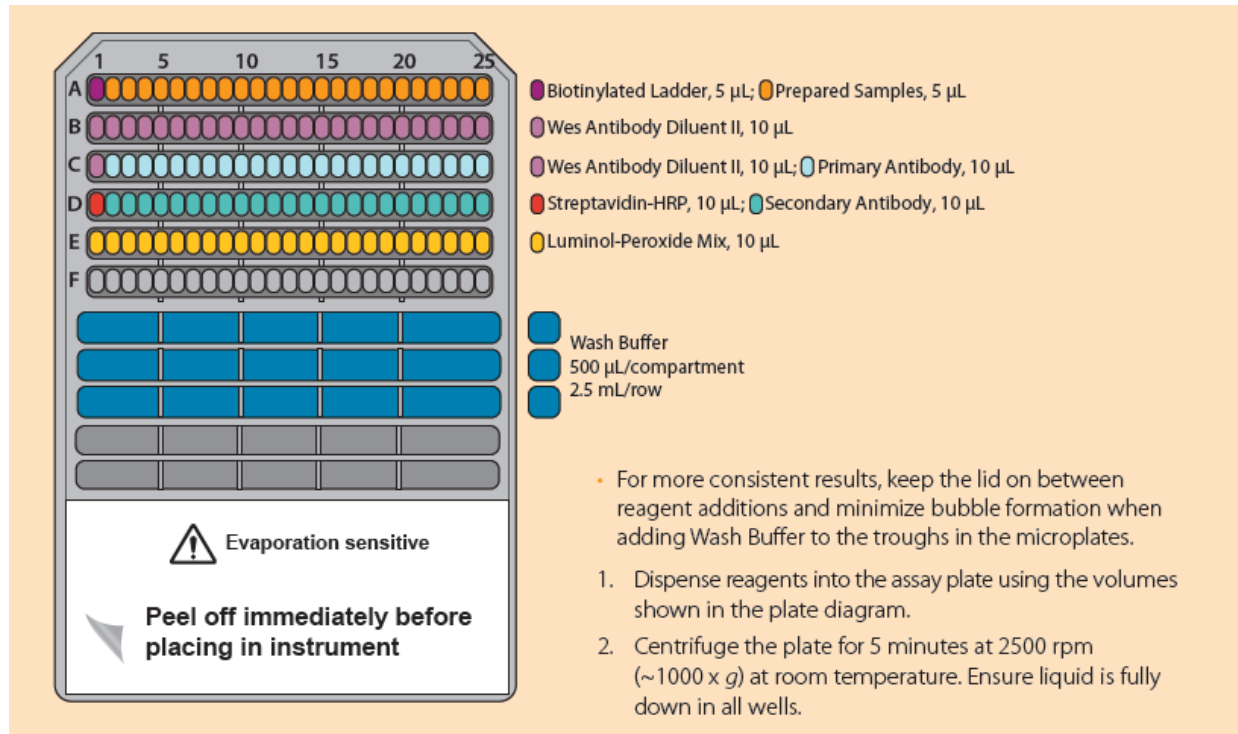 1 5 10 15 20 25
A
Biotinylated Ladder, 5 µL; Prepared Samples, 5 µL
B
Wes Antibody Diluent II, 10 µL
C
Wes Antibody Diluent II, 10 µL; Primary Antibody, 10 µL
D
Streptavidin-HRP, 10 µL; Secondary Antibody, 10 µL
E
Luminol-Peroxide Mix, 10 µL
F
Wash Buffer
500 µL/compartment
2.5 mL/row
Evaporation sensitive
Peel off immediately before
placing in instrument
• For more consistent results, keep the lid on between
reagent additions and minimize bubble formation when
adding Wash Buffer to the troughs in the microplates.
1. Dispense reagents into the assay plate using the volumes
shown in the plate diagram.
2. Centrifuge the plate for 5 minutes at 2500 rpm
(~1000 x g) at room temperature. Ensure liquid is fully
down in all wells.